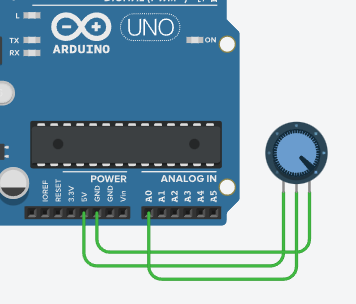 L
UNO
TX
RX
ARDUINO
ON
POWER
ANALOG IN
IOREF
RESET
3.3V
5V
GND
GND
Vin
A0
A1
A2
A3
A4
A5